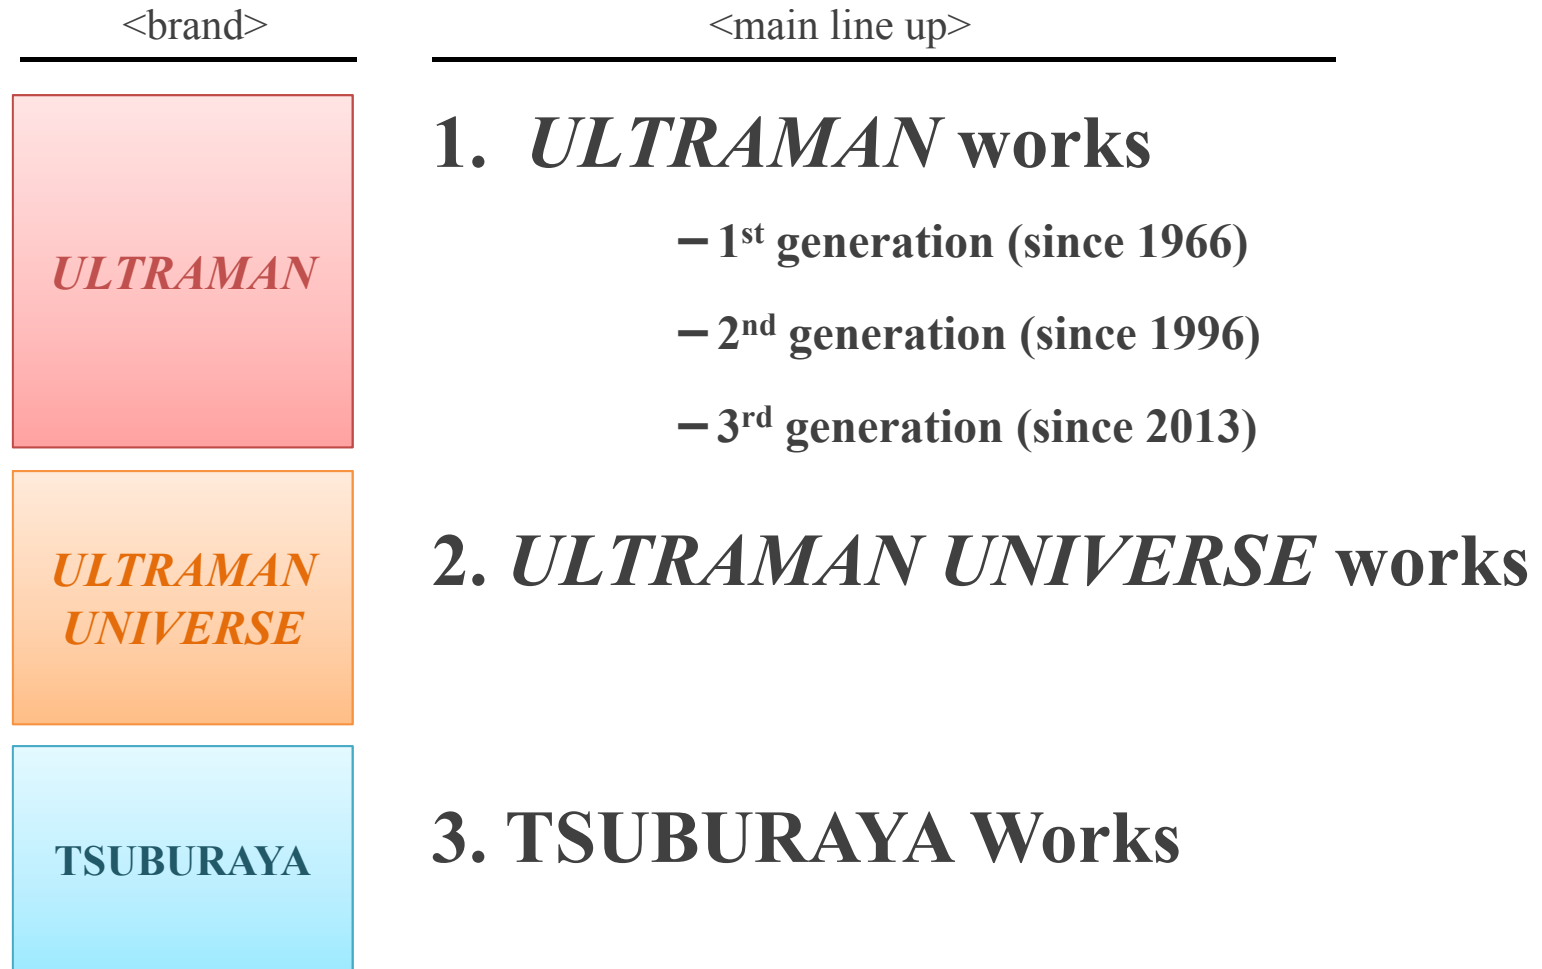 <brand>
<main line up>
ULTRAMAN
1. ULTRAMAN works
– 1st generation (since 1966)
– 2nd generation (since 1996)
– 3rd generation (since 2013)
ULTRAMAN
UNIVERSE
2. ULTRAMAN UNIVERSE works
TSUBURAYA
3. TSUBURAYA Works